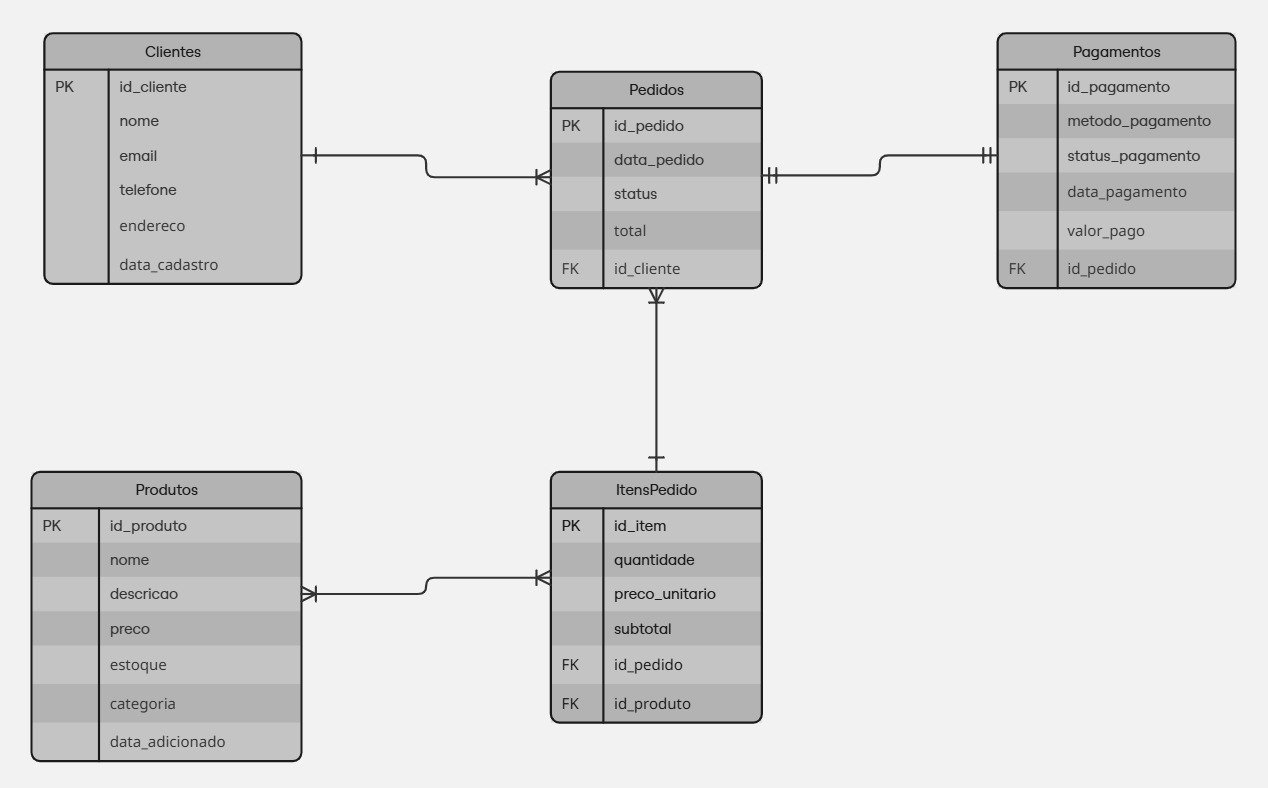 Clientes
PK id_cliente
nome
email
telefone
endereco
data_cadastro
Pedidos
PK id_pedido
data_pedido
status
total
FK id_cliente
Pagamentos
PK id_pagamento
metodo_pagamento
status_pagamento
data_pagamento
valor_pago
FK id_pedido
Produtos
PK id_produto
nome
descricao
preco
estoque
categoria
data_adicionado
ItensPedido
PK id_item
quantidade
preco_unitario
subtotal
FK id_pedido
FK id_produto